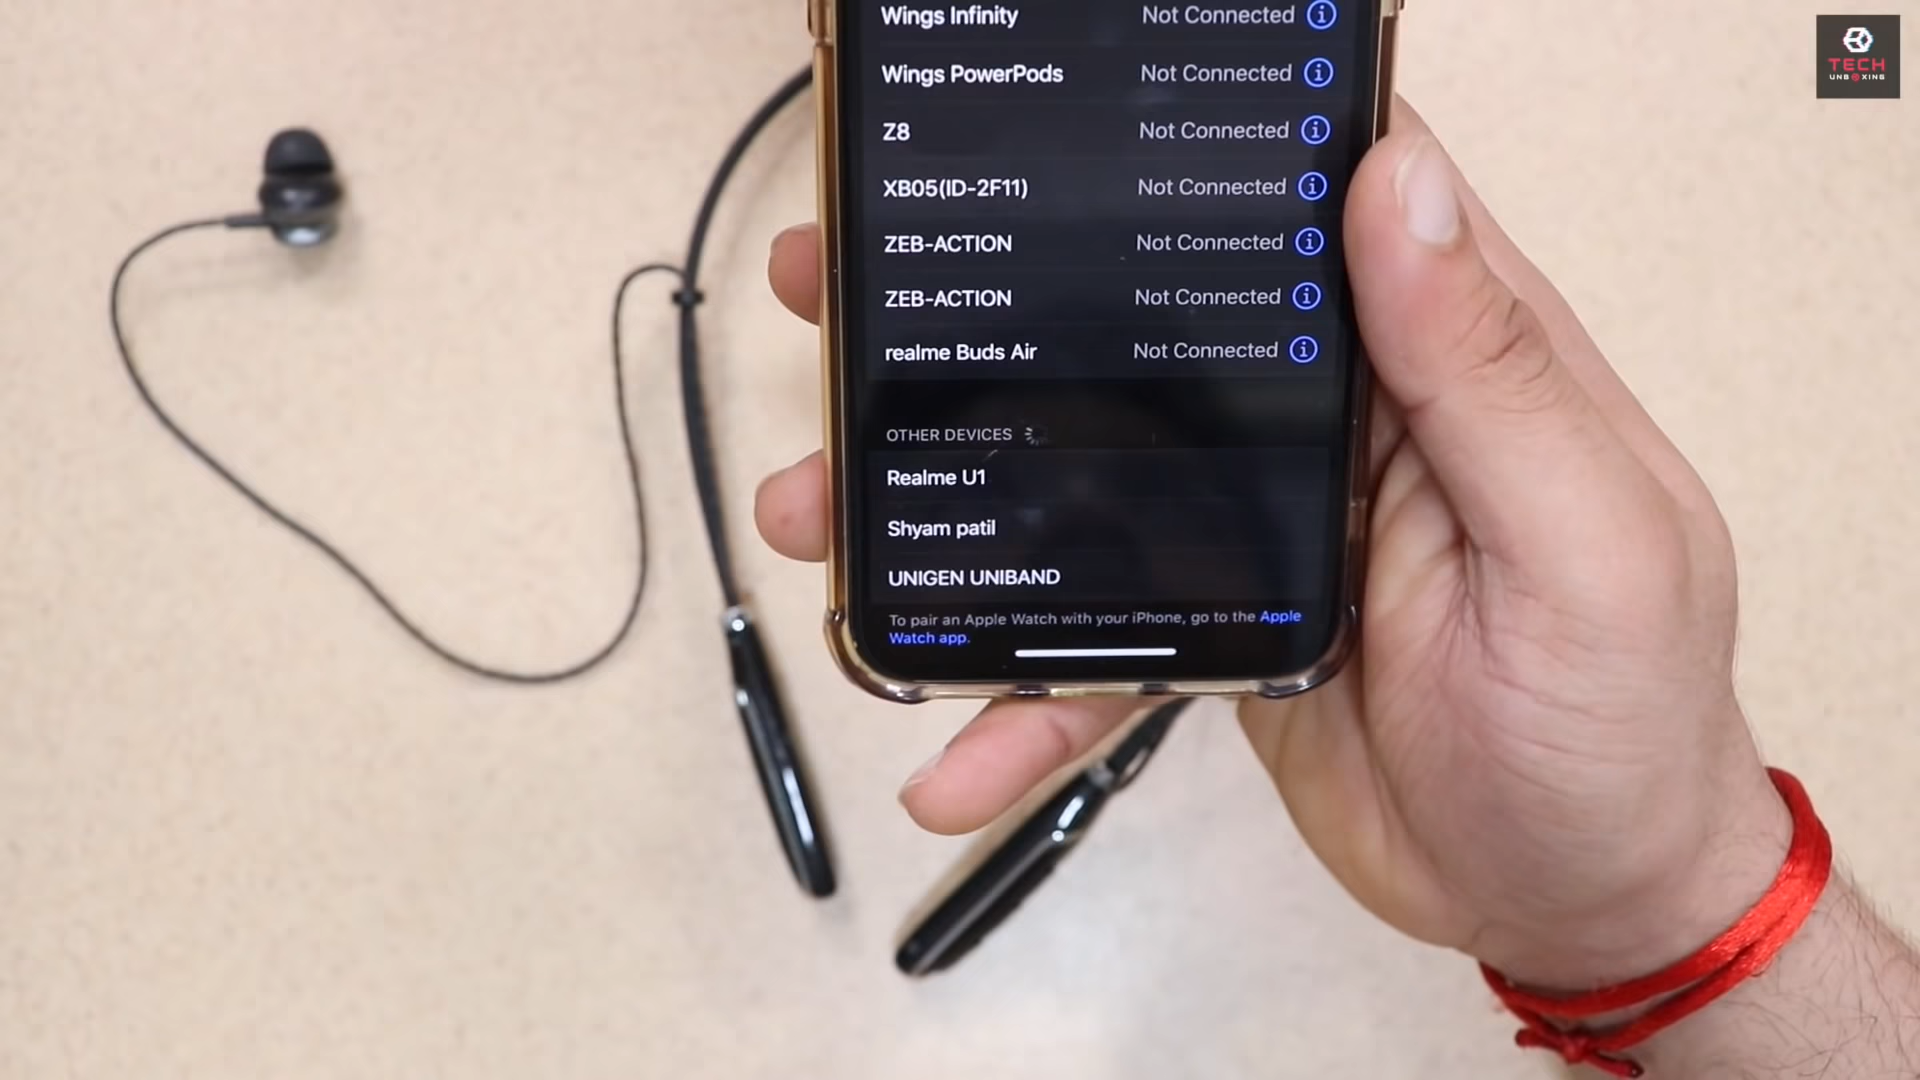 Wings Infinity Not Connected
Wings PowerPods Not Connected
Z8 Not Connected
XB05(ID-2F11) Not Connected
ZEB-ACTION Not Connected
ZEB-ACTION Not Connected
realme Buds Air Not Connected
OTHER DEVICES
Realme U1
Shyam patil
UNIGEN UNIBAND
To pair an Apple Watch with your iPhone, go to the Apple
Watch app.
TECH
UNBOXING